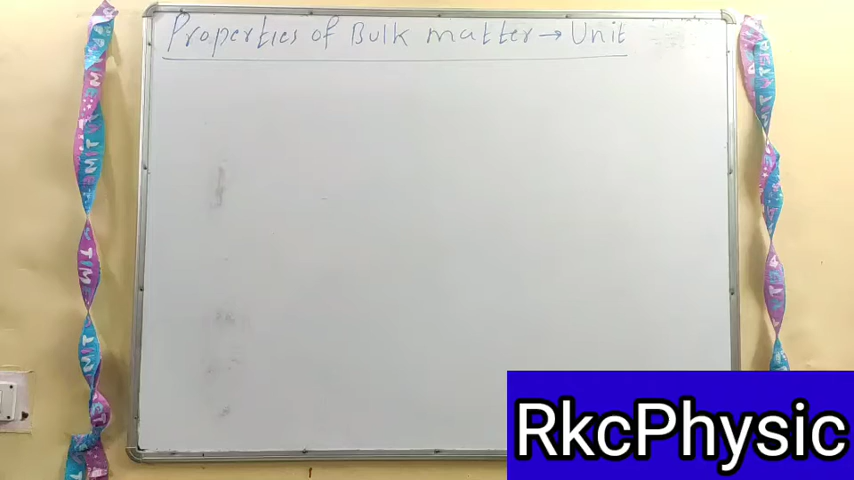 Properties of Bulk matter → Unit
RkcPhysic